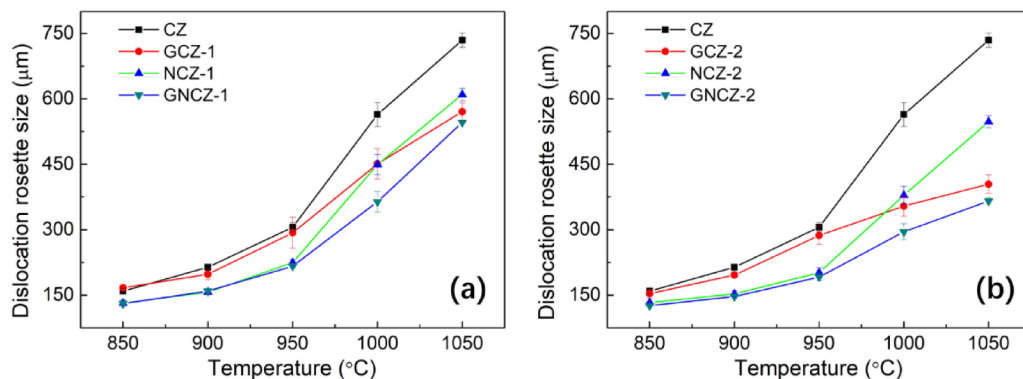 Dislocation rosette size (μm)
750
600
450
300
150
CZ
GCZ-1
NCZ-1
GNCZ-1
(a)
850 900 950 1000 1050
Temperature (°C)
Dislocation rosette size (μm)
750
600
450
300
150
CZ
GCZ-2
NCZ-2
GNCZ-2
(b)
850 900 950 1000 1050
Temperature (°C)